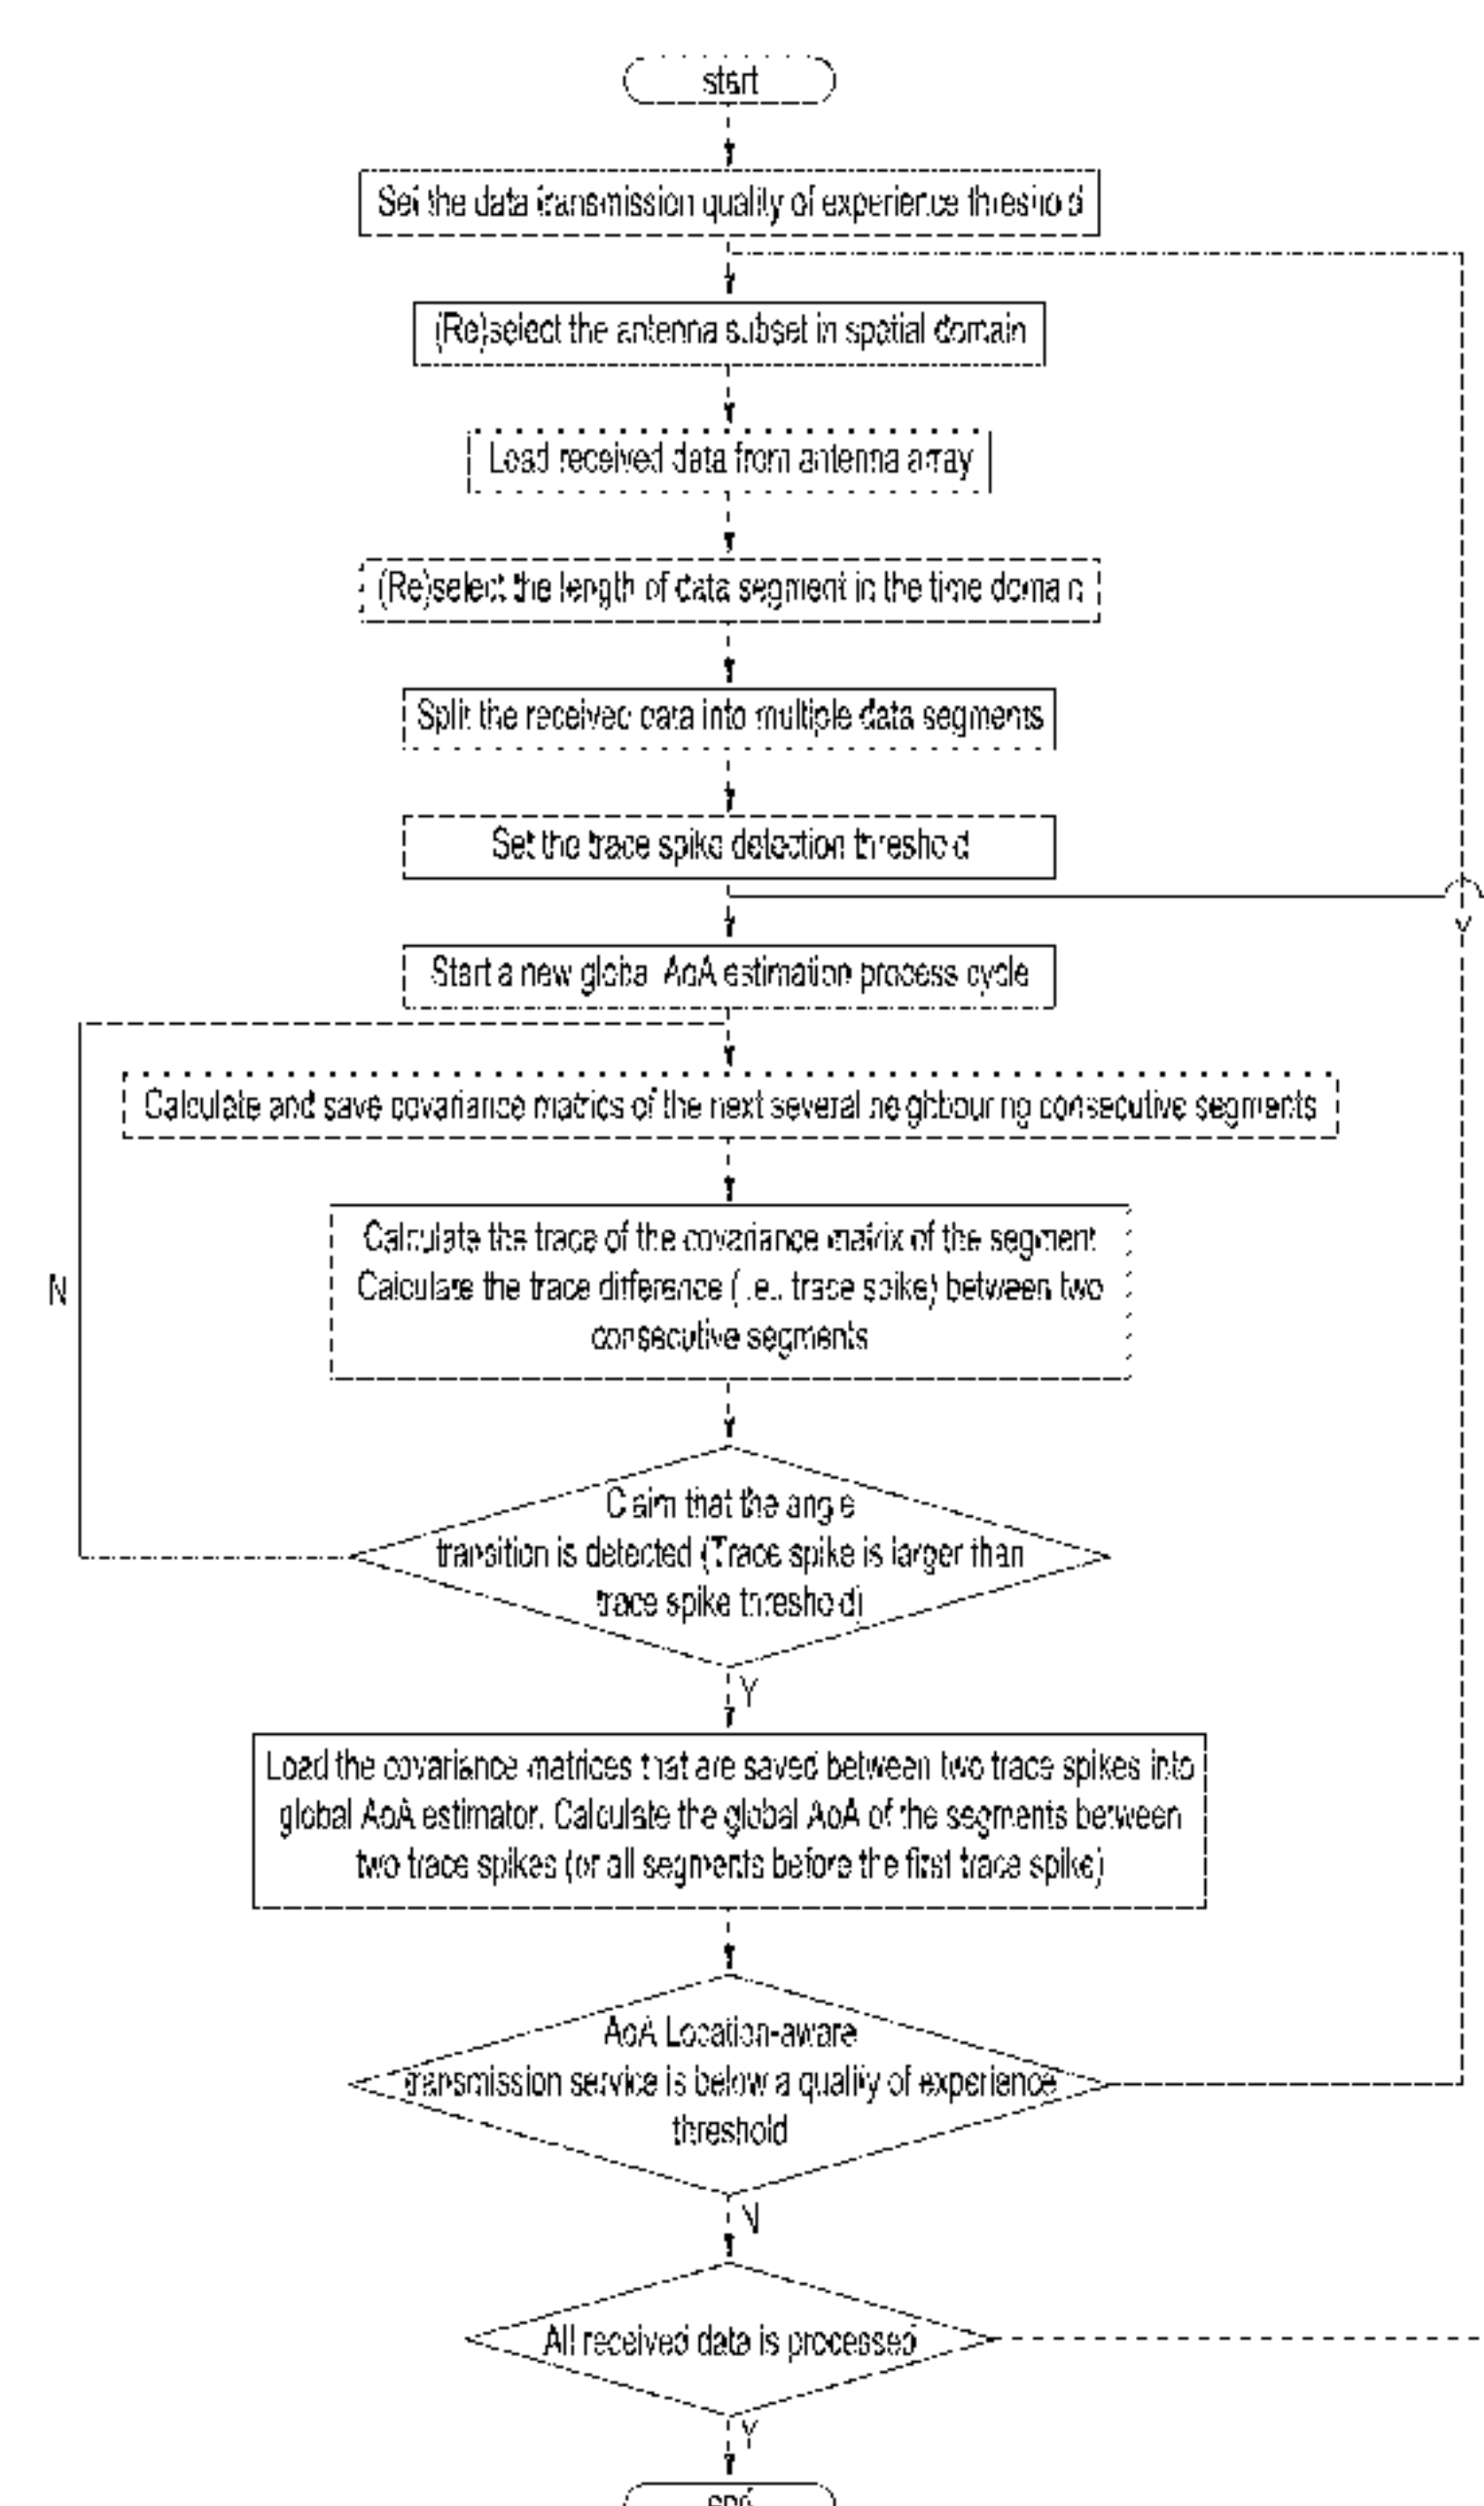 start
Set the data transmission quality of experience threshold
(Re)select the antenna subset in spatial domain
Load received data from antenna array
(Re)select the length of data segment in the time domain
Split the received data into multiple data segments
Set the trace spike detection threshold
Start a new global AoA estimation process cycle
Y
Calculate and save covariance matrics of the next several neighbouring consecutive segments
Calculate the trace of the covariance matrix of the segment
Calculate the trace difference (i.e., trace spike) between two
consecutive segments
N
Claim that the angle
transition is detected (Trace spike is larger than
trace spike threshold)
Y
Load the covariance matrices that are saved between two trace spikes into
global AoA estimator. Calculate the global AoA of the segments between
two trace spikes (or all segments before the first trace spike)
AoA Location-aware
transmission service is below a quality of experience
threshold
N
All received data is processed
Y
end